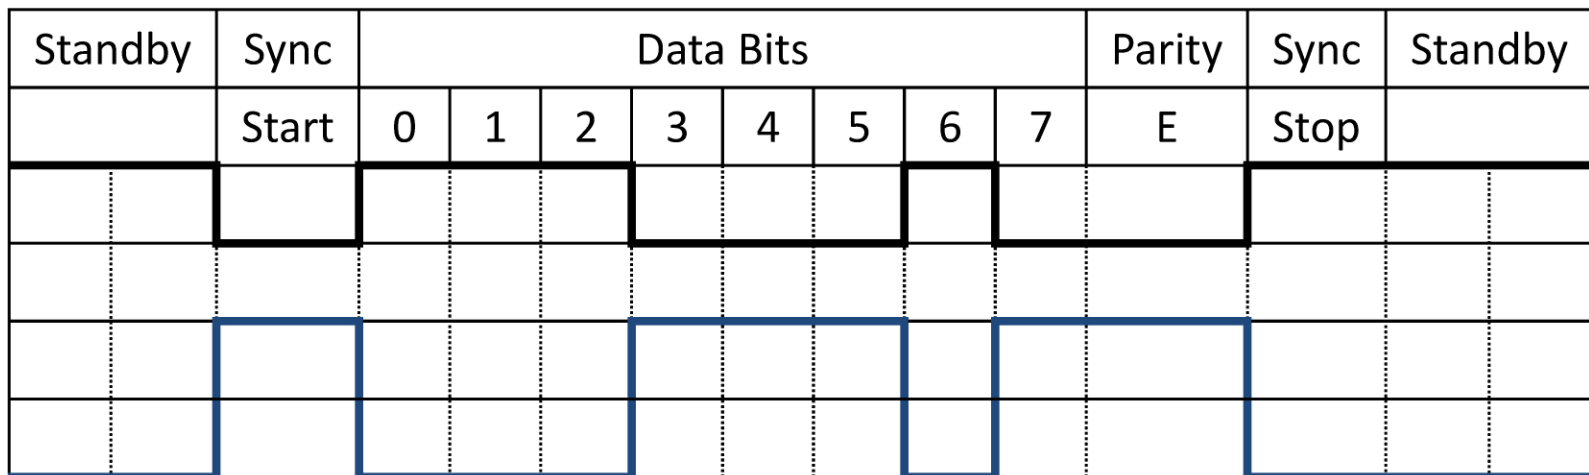 Standby Sync Data Bits Parity Sync Standby
Start 0 1 2 3 4 5 6 7 E Stop